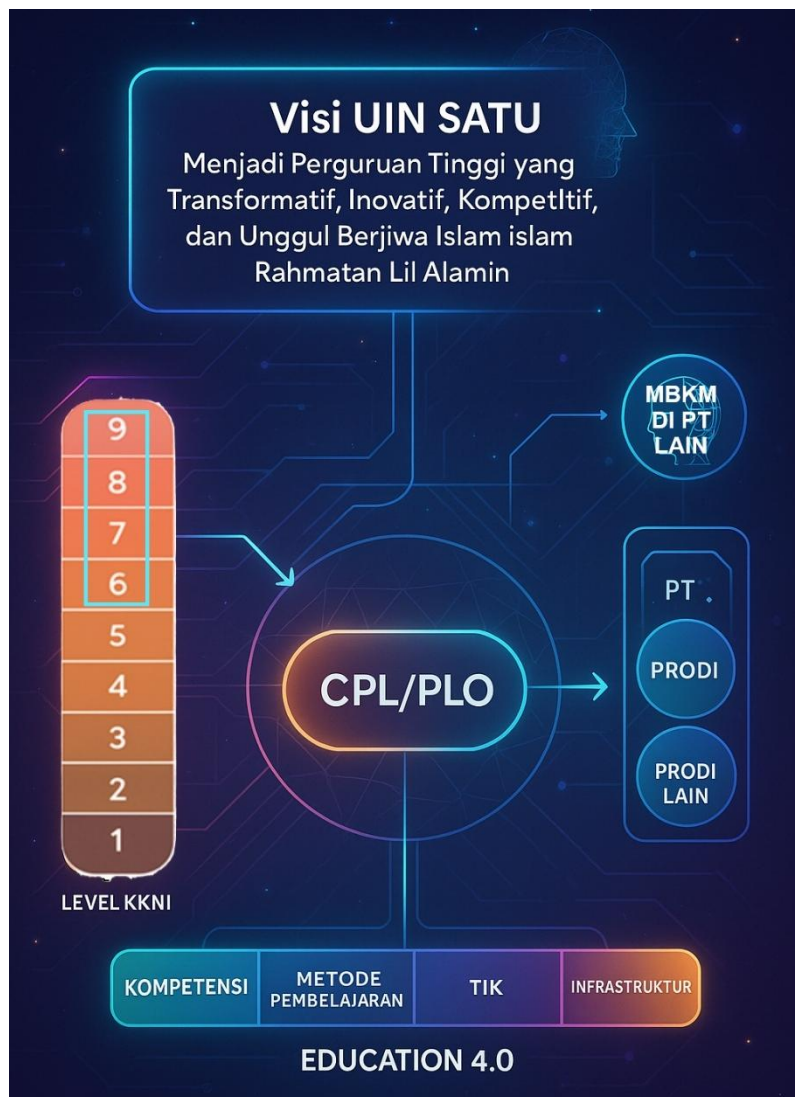 Visi UIN SATU
Menjadi Perguruan Tinggi yang
Transformatif, Inovatif, KompetItif,
dan Unggul Berjiwa Islam islam
Rahmatan Lil Alamin
MBKM
DI PT
LAIN
9
8
7
6
5
4
3
2
1
LEVEL KKNI
CPL/PLO
PT
PRODI
PRODI
LAIN
KOMPETENSI
METODE
PEMBELAJARAN
TIK
INFRASTRUKTUR
EDUCATION 4.0